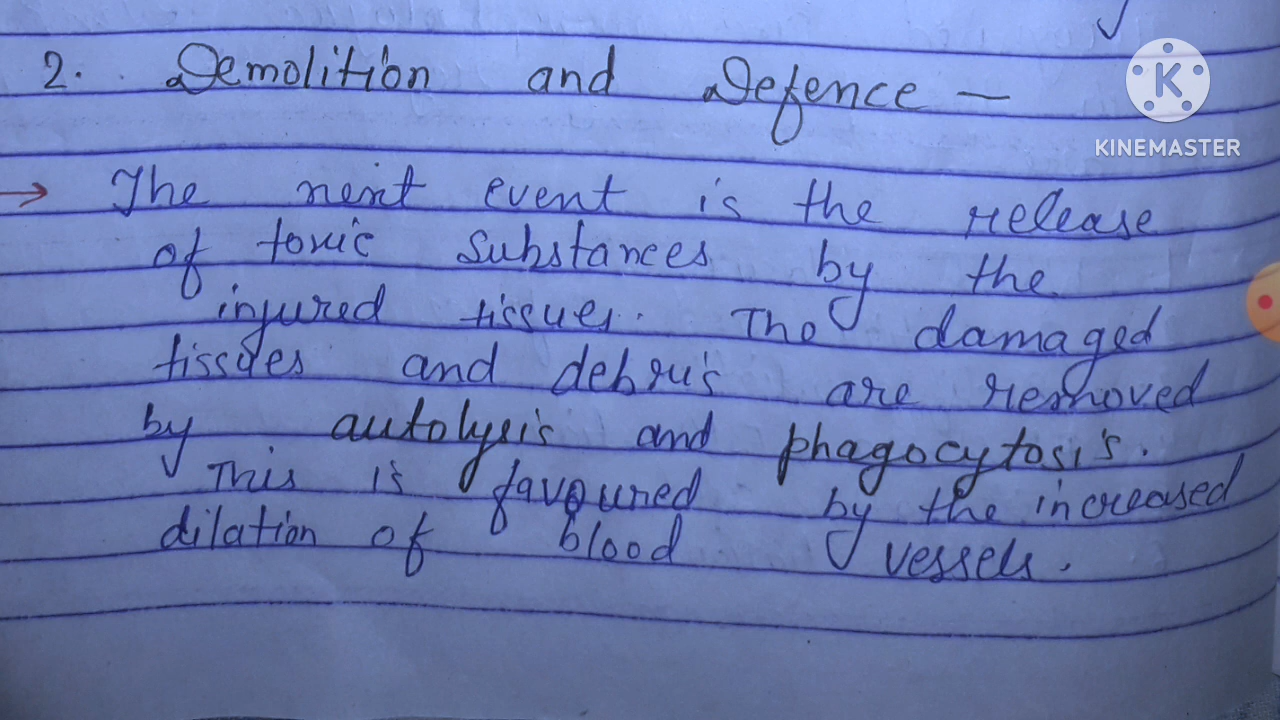 2. Demolition and Defence —
KINEMASTER
→ The next event is the release
of toxic substances by the
injured tissues. The damaged
tissues and debris are removed
by autolysis and phagocytosis.
This is favoured by the increased
dilation of blood vessels.